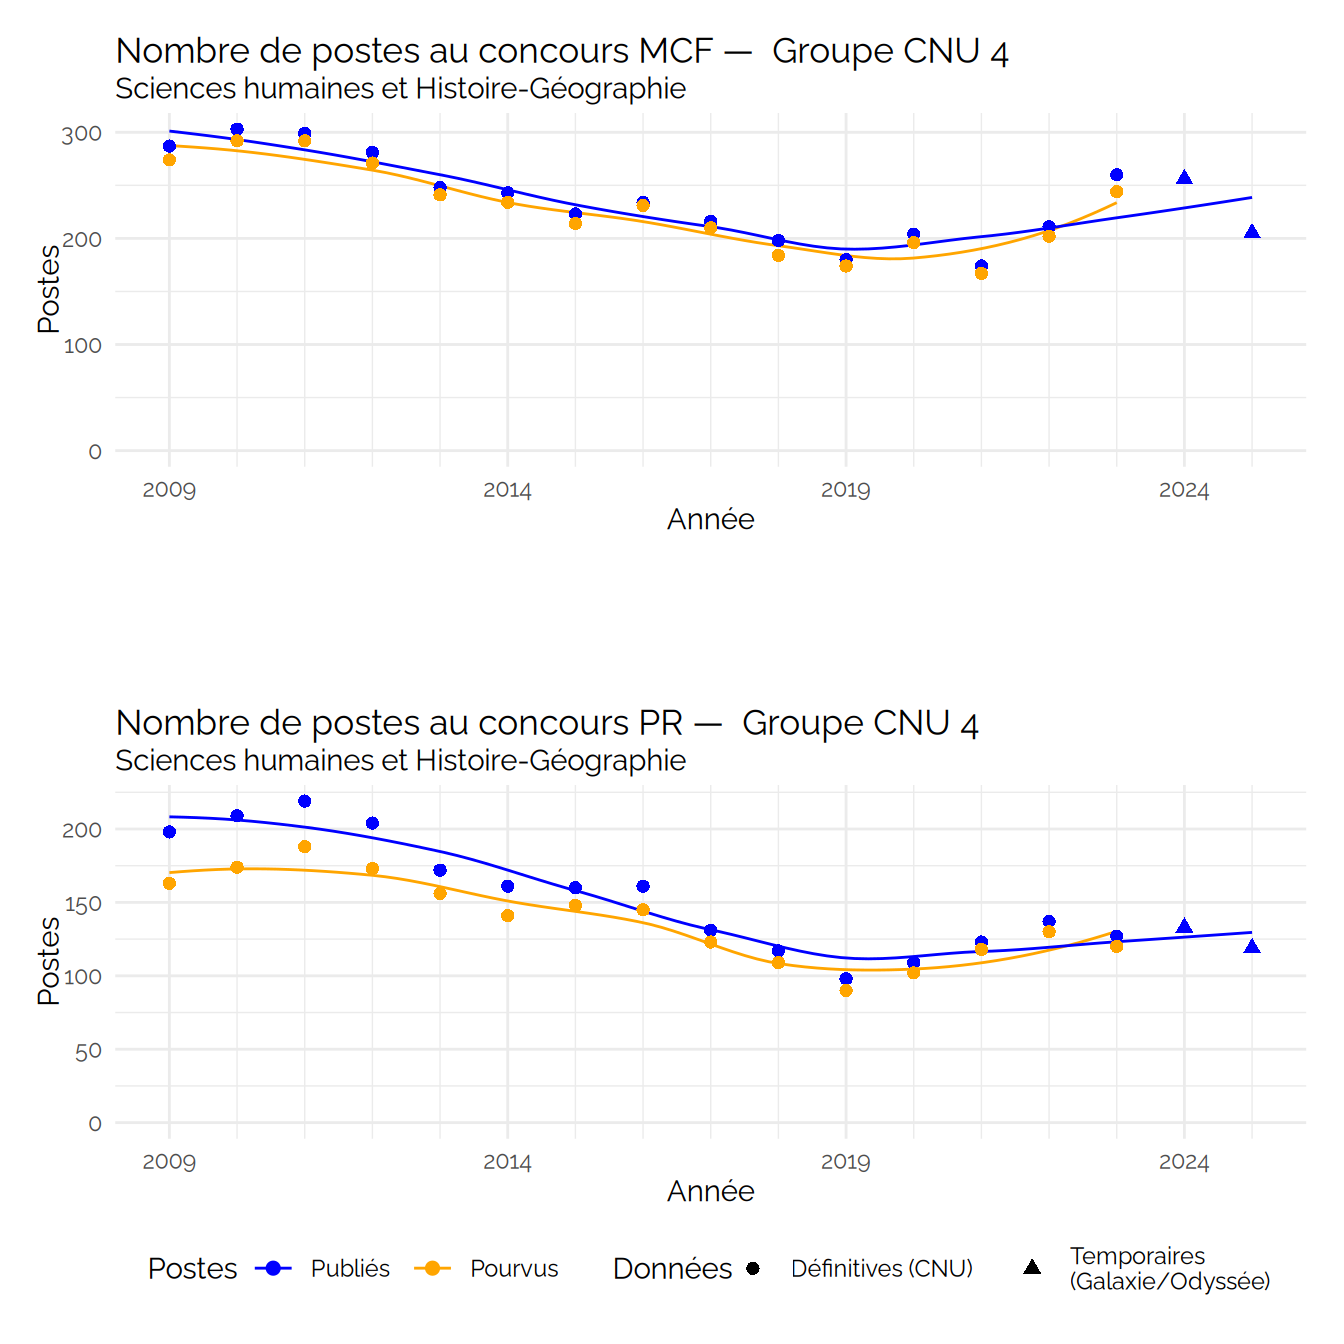 Nombre de postes au concours MCF —  Groupe CNU 4
Sciences humaines et Histoire-Géographie
300
200
100
0
Postes
2009 2014 2019 2024
Année
Nombre de postes au concours PR —  Groupe CNU 4
Sciences humaines et Histoire-Géographie
200
150
100
50
0
Postes
2009 2014 2019 2024
Année
Postes Publiés Pourvus Données Définitives (CNU) Temporaires
(Galaxie/Odyssée)